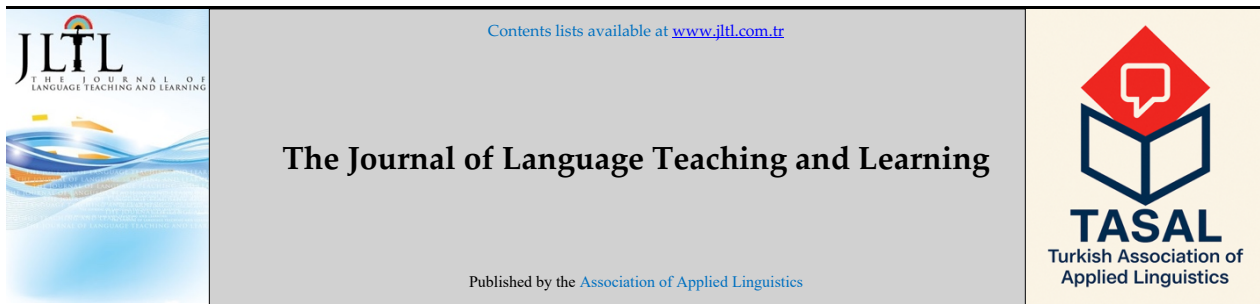 JLTL
THE JOURNAL OF
LANGUAGE TEACHING AND LEARNING
Contents lists available at www.jltl.com.tr
The Journal of Language Teaching and Learning
Published by the Association of Applied Linguistics
TASAL
Turkish Association of
Applied Linguistics